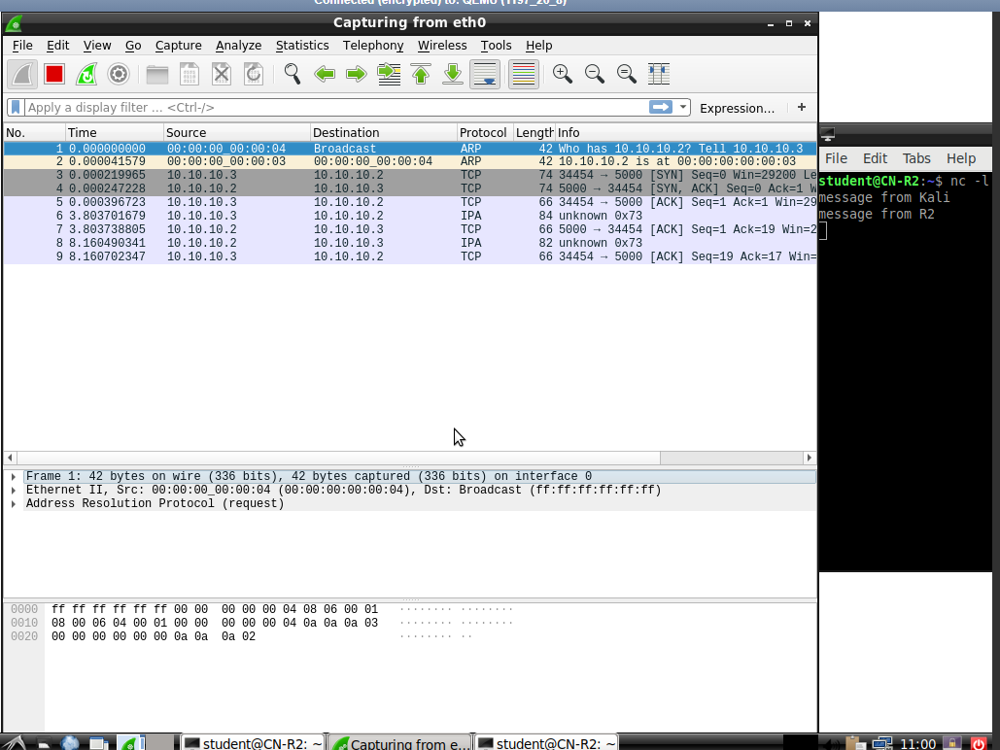 Connected (encrypted) to: QEMU (1197_20_8)
Capturing from eth0
File Edit View Go Capture Analyze Statistics Telephony Wireless Tools Help
Apply a display filter ... <Ctrl-/> Expression... +
No. Time Source Destination Protocol Length Info
1 0.000000000 00:00:00_00:00:04 Broadcast ARP 42 Who has 10.10.10.2? Tell 10.10.10.3
2 0.000041579 00:00:00_00:00:03 00:00:00_00:00:04 ARP 42 10.10.10.2 is at 00:00:00:00:00:03
3 0.000219965 10.10.10.3 10.10.10.2 TCP 74 34454 → 5000 [SYN] Seq=0 Win=29200 Le
4 0.000247228 10.10.10.2 10.10.10.3 TCP 74 5000 → 34454 [SYN, ACK] Seq=0 Ack=1 W
5 0.000396723 10.10.10.3 10.10.10.2 TCP 66 34454 → 5000 [ACK] Seq=1 Ack=1 Win=29
6 3.803701679 10.10.10.3 10.10.10.2 IPA 84 unknown 0x73
7 3.803738805 10.10.10.2 10.10.10.3 TCP 66 5000 → 34454 [ACK] Seq=1 Ack=19 Win=2
8 8.160490341 10.10.10.2 10.10.10.3 IPA 82 unknown 0x73
9 8.160702347 10.10.10.3 10.10.10.2 TCP 66 34454 → 5000 [ACK] Seq=19 Ack=17 Win=
Frame 1: 42 bytes on wire (336 bits), 42 bytes captured (336 bits) on interface 0
Ethernet II, Src: 00:00:00_00:00:04 (00:00:00:00:00:04), Dst: Broadcast (ff:ff:ff:ff:ff:ff)
Address Resolution Protocol (request)
0000 ff ff ff ff ff ff 00 00 00 00 00 04 08 06 00 01 ········ ········
0010 08 00 06 04 00 01 00 00 00 00 00 04 0a 0a 0a 03 ········ ········
0020 00 00 00 00 00 00 0a 0a 0a 02 ········ ··
File Edit Tabs Help
student@CN-R2:~$ nc -l
message from Kali
message from R2
student@CN-R2: ~ Capturing from e... student@CN-R2: ~ 11:00